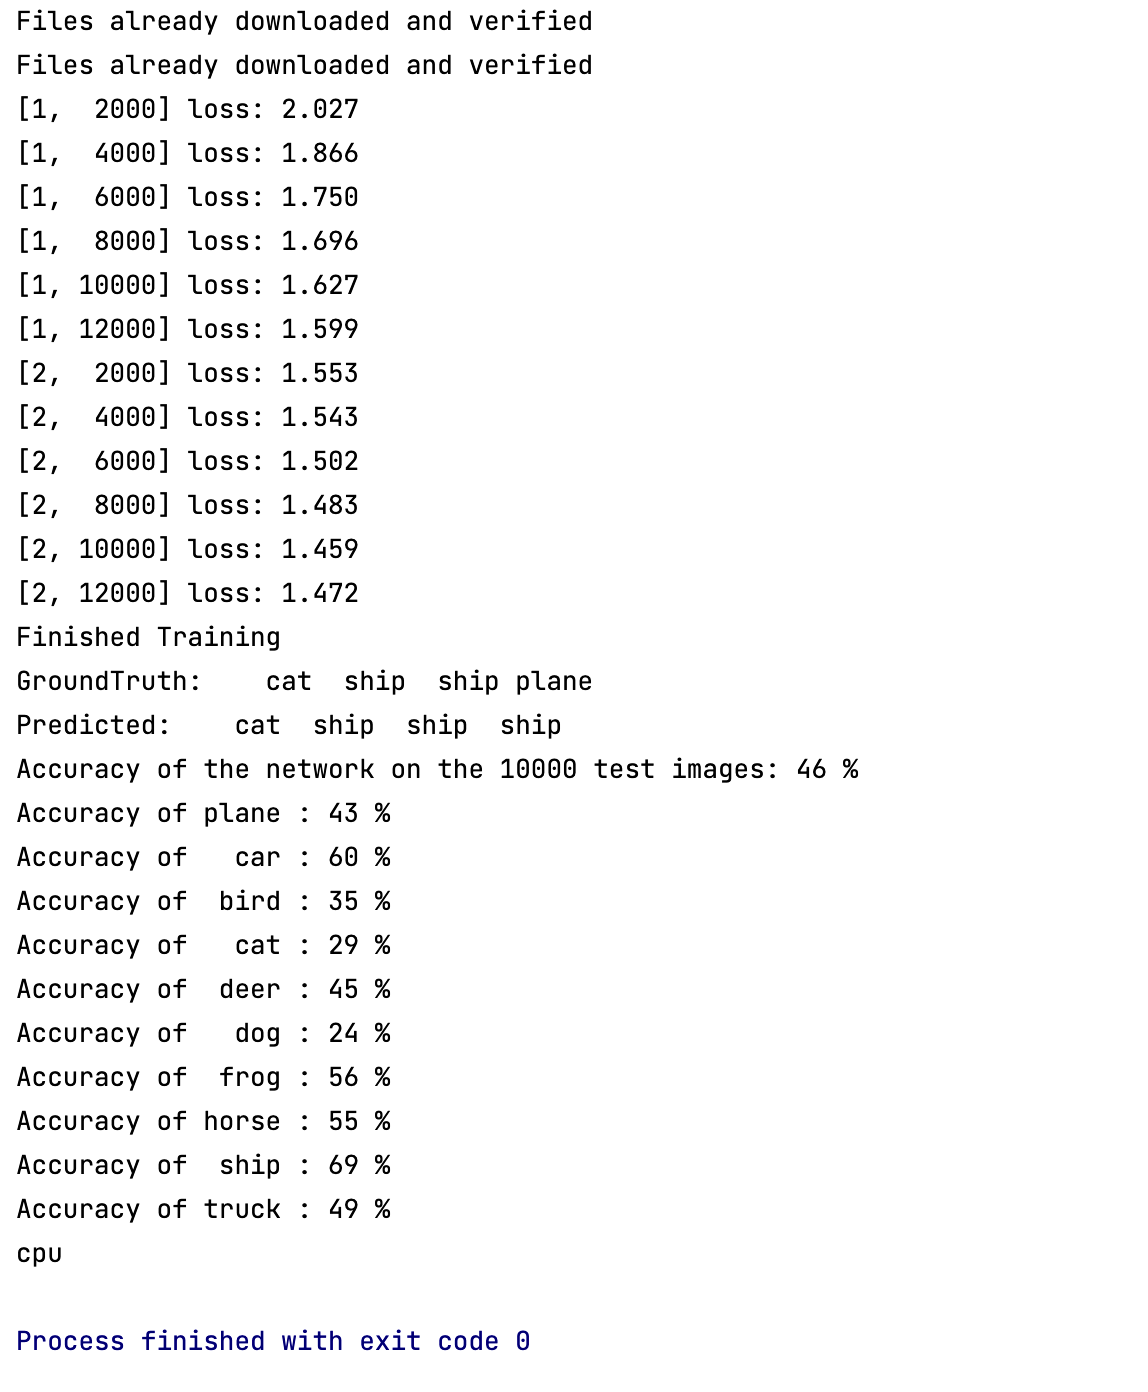 Files already downloaded and verified
Files already downloaded and verified
[1,  2000] loss: 2.027
[1,  4000] loss: 1.866
[1,  6000] loss: 1.750
[1,  8000] loss: 1.696
[1, 10000] loss: 1.627
[1, 12000] loss: 1.599
[2,  2000] loss: 1.553
[2,  4000] loss: 1.543
[2,  6000] loss: 1.502
[2,  8000] loss: 1.483
[2, 10000] loss: 1.459
[2, 12000] loss: 1.472
Finished Training
GroundTruth:    cat  ship  ship plane
Predicted:    cat  ship  ship  ship
Accuracy of the network on the 10000 test images: 46 %
Accuracy of plane : 43 %
Accuracy of   car : 60 %
Accuracy of  bird : 35 %
Accuracy of   cat : 29 %
Accuracy of  deer : 45 %
Accuracy of   dog : 24 %
Accuracy of  frog : 56 %
Accuracy of horse : 55 %
Accuracy of  ship : 69 %
Accuracy of truck : 49 %
cpu
Process finished with exit code 0